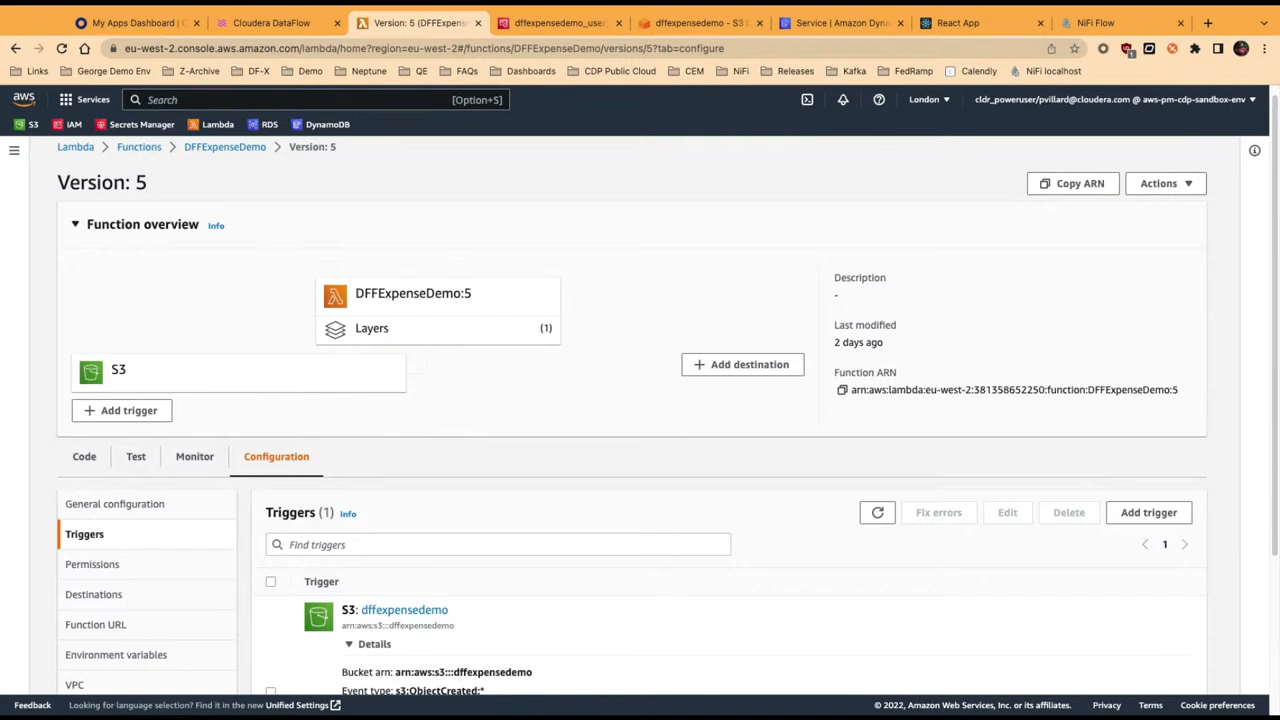 My Apps Dashboard | C
Cloudera DataFlow
Version: 5 (DFFExpense
dffexpensedemo_user_
dffexpensedemo - S3 b
Service | Amazon Dyna
React App
NiFi Flow
eu-west-2.console.aws.amazon.com/lambda/home?region=eu-west-2#/functions/DFFExpenseDemo/versions/5?tab=configure
Links
George Demo Env
Z-Archive
DF-X
Demo
Neptune
QE
FAQs
Dashboards
CDP Public Cloud
CEM
NiFi
Releases
Kafka
FedRamp
Calendly
NiFi localhost
aws
Services
Search
[Option+S]
London
cldr_poweruser/pvillard@cloudera.com @ aws-pm-cdp-sandbox-env
S3
IAM
Secrets Manager
Lambda
RDS
DynamoDB
Lambda > Functions > DFFExpenseDemo > Version: 5
Version: 5
Copy ARN
Actions
Function overview Info
DFFExpenseDemo:5
Layers (1)
S3
+ Add trigger
+ Add destination
Description
-
Last modified
2 days ago
Function ARN
arn:aws:lambda:eu-west-2:381358652250:function:DFFExpenseDemo:5
Code
Test
Monitor
Configuration
General configuration
Triggers
Permissions
Destinations
Function URL
Environment variables
VPC
Triggers (1) Info
Fix errors
Edit
Delete
Add trigger
Find triggers
1
Trigger
S3: dffexpensedemo
arn:aws:s3:::dffexpensedemo
Details
Bucket arn: arn:aws:s3:::dffexpensedemo
Event type: s3:ObjectCreated:*
Feedback
Looking for language selection? Find it in the new Unified Settings
© 2022, Amazon Web Services, Inc. or its affiliates.
Privacy
Terms
Cookie preferences